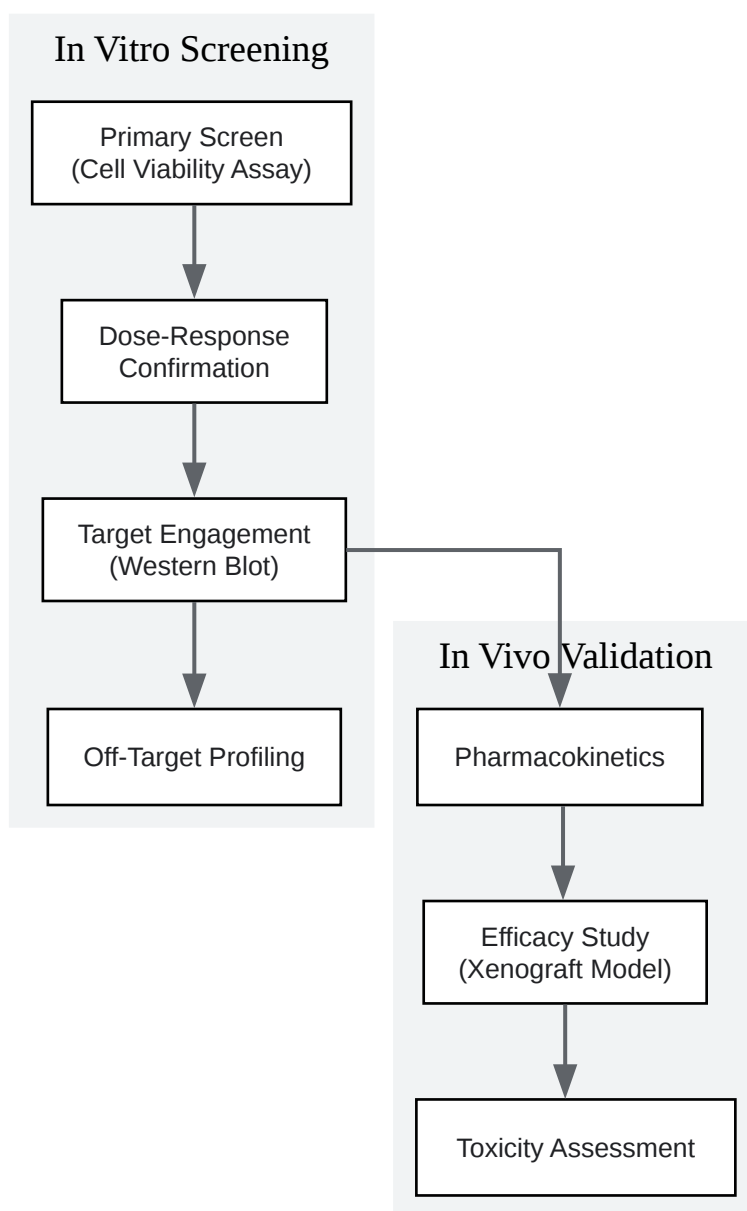 In Vitro Screening
Primary Screen
(Cell Viability Assay)
Dose-Response
Confirmation
Target Engagement
(Western Blot)
Off-Target Profiling
In Vivo Validation
Pharmacokinetics
Efficacy Study
(Xenograft Model)
Toxicity Assessment